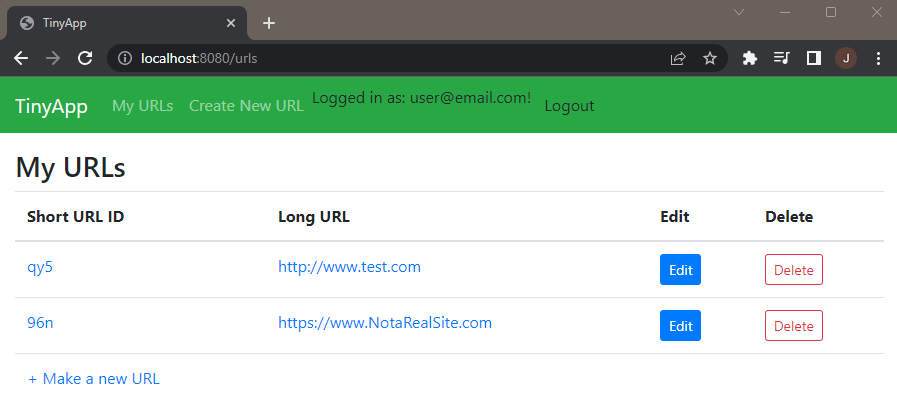 TinyApp
localhost:8080/urls
J
TinyApp My URLs Create New URL Logged in as: user@email.com! Logout
My URLs
Short URL ID Long URL Edit Delete
qy5 http://www.test.com Edit Delete
96n https://www.NotaRealSite.com Edit Delete
+ Make a new URL